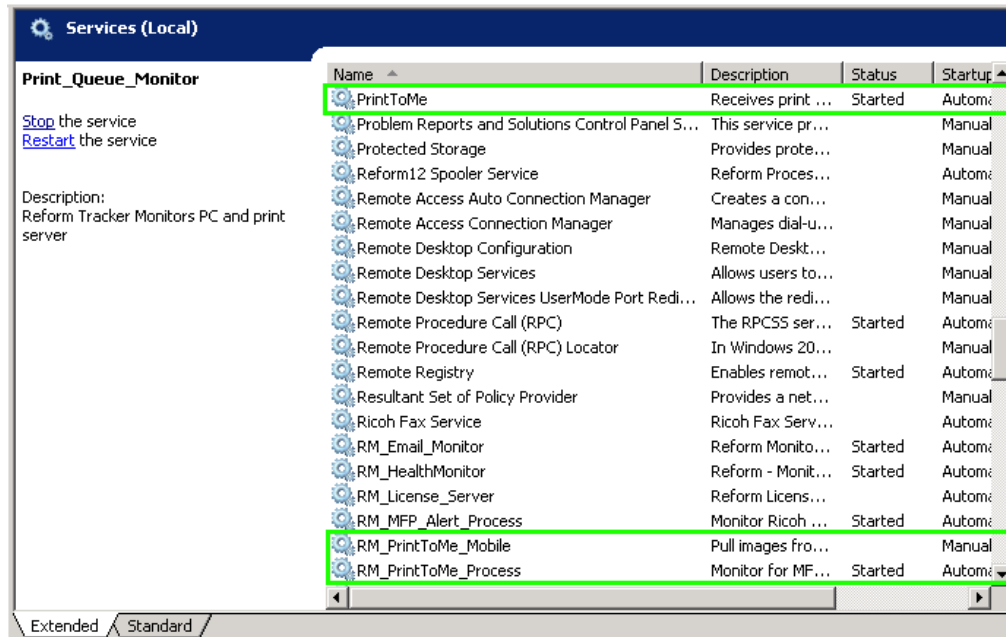 Services (Local)
Print_Queue_Monitor
Stop the service
Restart the service
Description:
Reform Tracker Monitors PC and print
server
Name Description Status Startup
PrintToMe Receives print ... Started Automa
Problem Reports and Solutions Control Panel S... This service pr... Manual
Protected Storage Provides prote... Manual
Reform12 Spooler Service Reform Proces... Automa
Remote Access Auto Connection Manager Creates a con... Manual
Remote Access Connection Manager Manages dial-u... Manual
Remote Desktop Configuration Remote Deskt... Manual
Remote Desktop Services Allows users to... Manual
Remote Desktop Services UserMode Port Redi... Allows the redi... Manual
Remote Procedure Call (RPC) The RPCSS ser... Started Automa
Remote Procedure Call (RPC) Locator In Windows 20... Manual
Remote Registry Enables remot... Started Automa
Resultant Set of Policy Provider Provides a net... Manual
Ricoh Fax Service Ricoh Fax Serv... Automa
RM_Email_Monitor Reform Monito... Started Automa
RM_HealthMonitor Reform - Monit... Started Automa
RM_License_Server Reform Licens... Automa
RM_MFP_Alert_Process Monitor Ricoh ... Started Automa
RM_PrintToMe_Mobile Pull images fro... Manual
RM_PrintToMe_Process Monitor for MF... Started Automa
Extended Standard